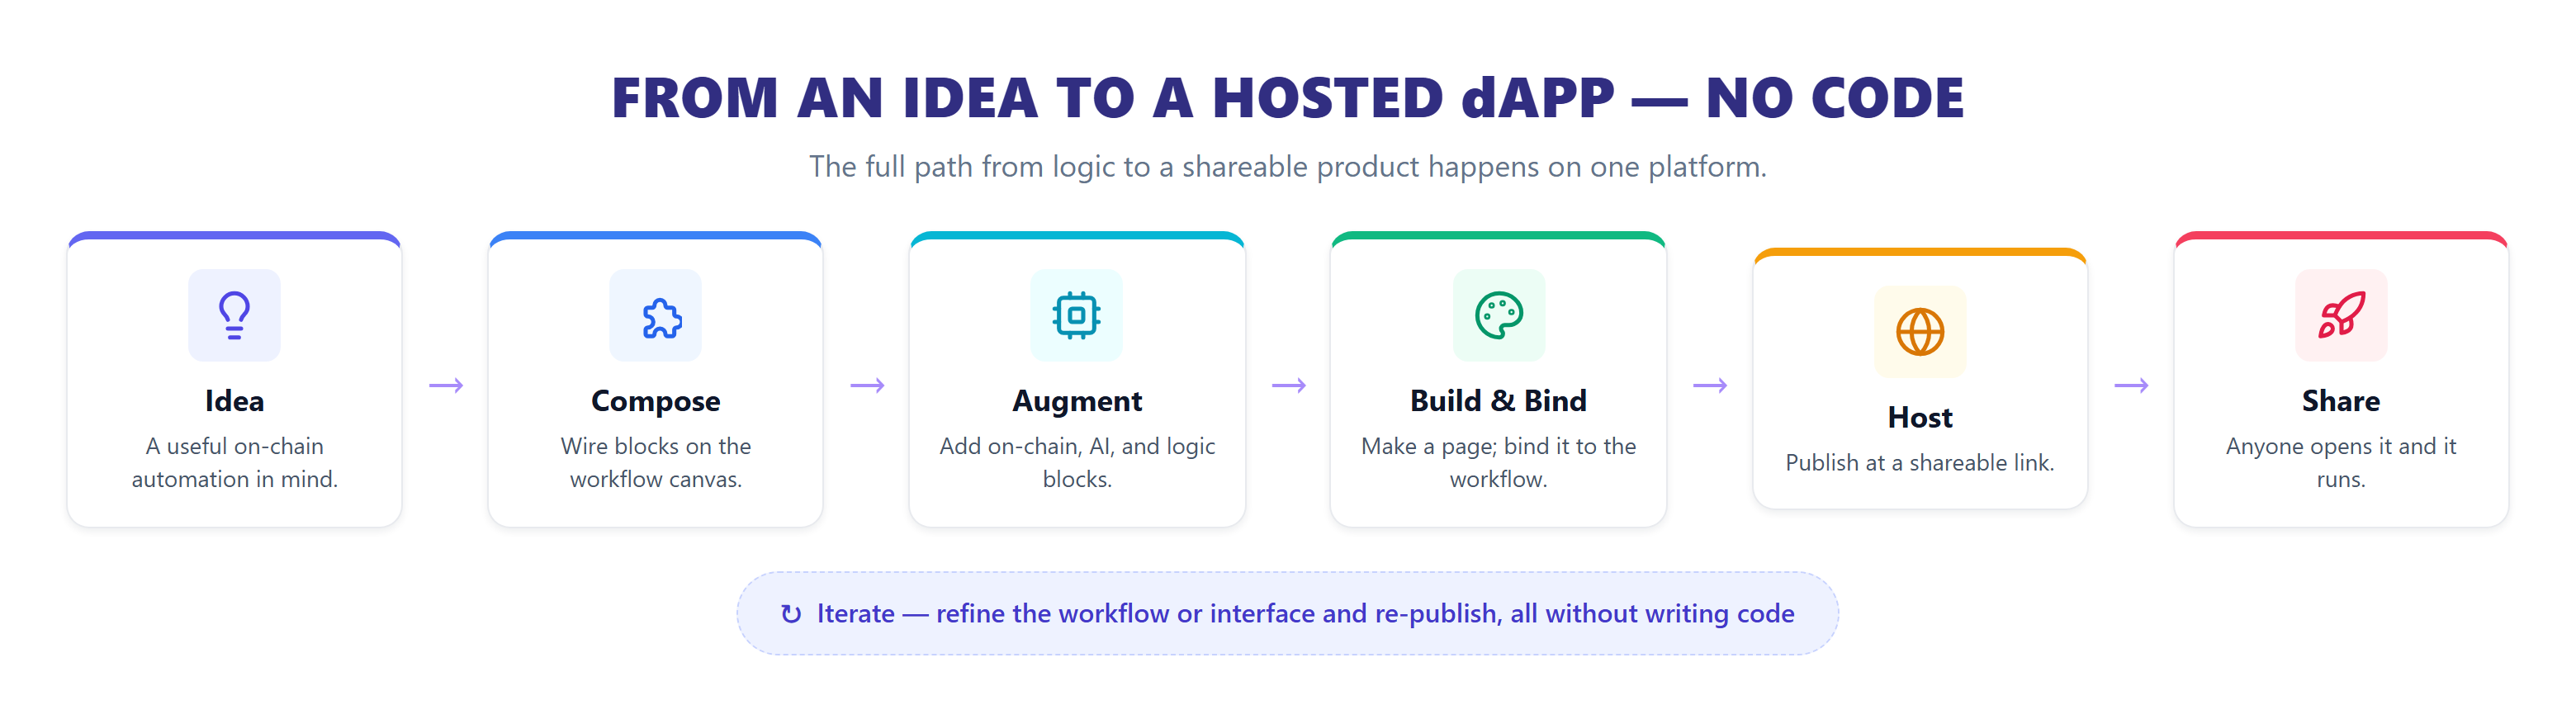 FROM AN IDEA TO A HOSTED dAPP — NO CODE
The full path from logic to a shareable product happens on one platform.
Idea
A useful on-chain
automation in mind.
→
Compose
Wire blocks on the
workflow canvas.
→
Augment
Add on-chain, AI, and logic
blocks.
→
Build & Bind
Make a page; bind it to the
workflow.
→
Host
Publish at a shareable link.
→
Share
Anyone opens it and it
runs.
↻ Iterate — refine the workflow or interface and re-publish, all without writing code